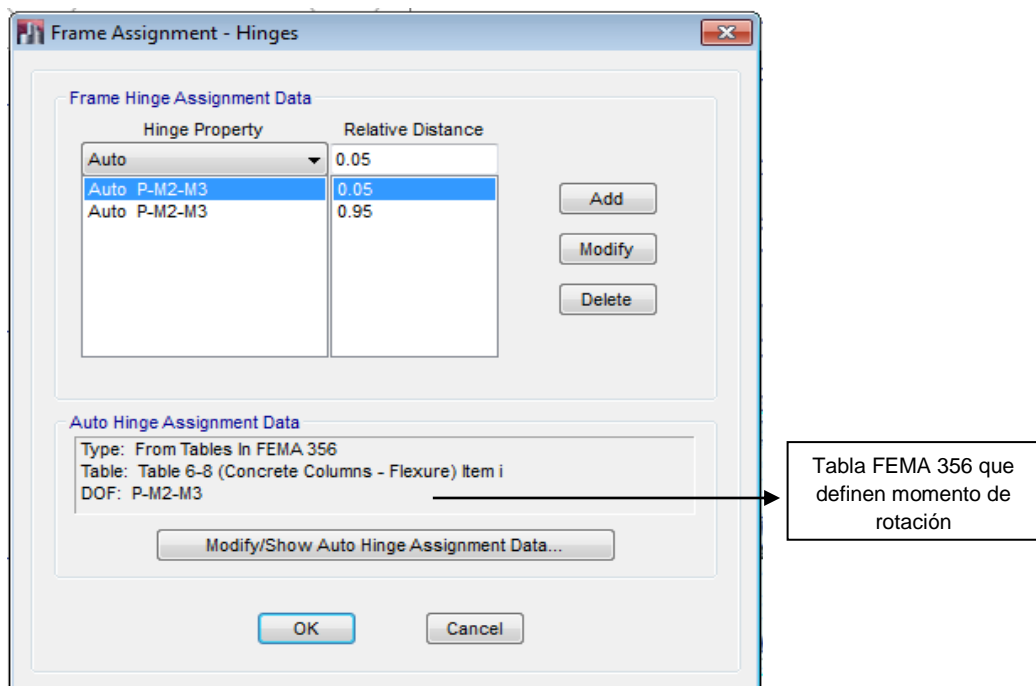 Frame Assignment - Hinges
Frame Hinge Assignment Data
Hinge Property Relative Distance
Auto 0.05
Auto P-M2-M3 0.05
Auto P-M2-M3 0.95
Add
Modify
Delete
Auto Hinge Assignment Data
Type: From Tables In FEMA 356
Table: Table 6-8 (Concrete Columns - Flexure) Item i
DOF: P-M2-M3
Modify/Show Auto Hinge Assignment Data...
OK Cancel
Tabla FEMA 356 que
definen momento de
rotación